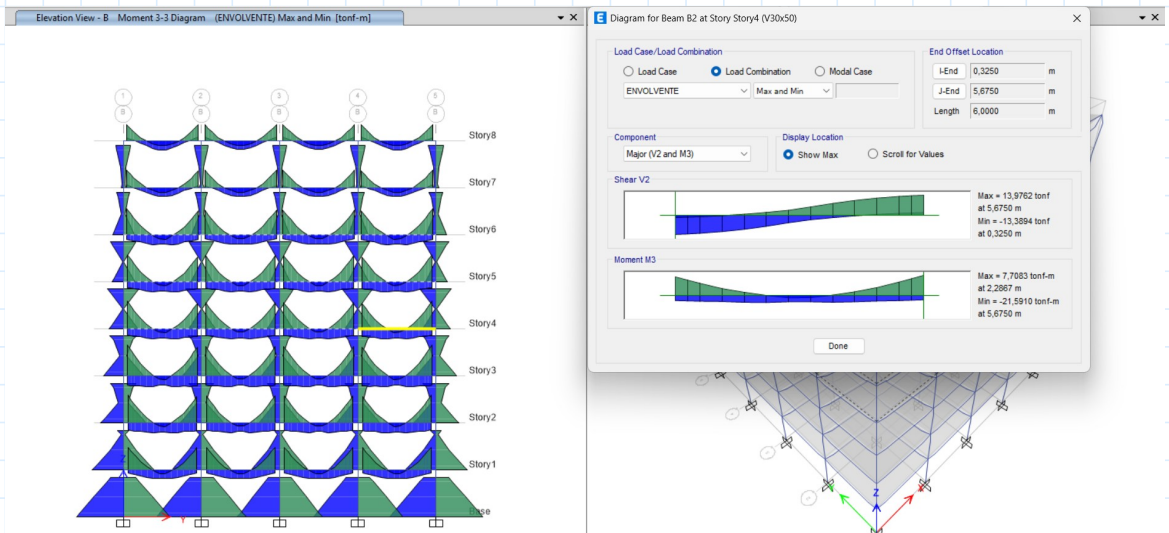 Elevation View - B Moment 3-3 Diagram (ENVOLVENTE) Max and Min [tonf-m]
1 2 3 4 5
B B B B B
Story8
Story7
Story6
Story5
Story4
Story3
Story2
Story1
Base
Z
Y
Diagram for Beam B2 at Story Story4 (V30x50)
Load Case/Load Combination
Load Case Load Combination Modal Case
ENVOLVENTE Max and Min
End Offset Location
I-End 0,3250 m
J-End 5,6750 m
Length 6,0000 m
Component
Major (V2 and M3)
Display Location
Show Max Scroll for Values
Shear V2
Max = 13,9762 tonf
at 5,6750 m
Min = -13,3894 tonf
at 0,3250 m
Moment M3
Max = 7,7083 tonf-m
at 2,2867 m
Min = -21,5910 tonf-m
at 5,6750 m
Done
Z